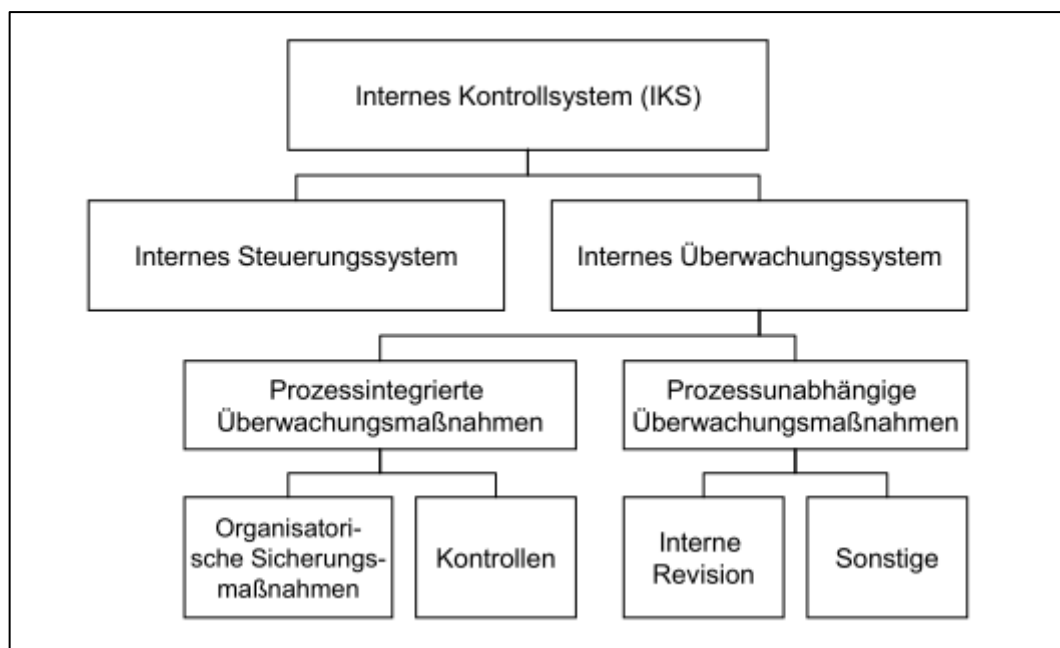 Internes Kontrollsystem (IKS)
Internes Steuerungssystem
Internes Überwachungssystem
Prozessintegrierte
Überwachungsmaßnahmen
Prozessunabhängige
Überwachungsmaßnahmen
Organisatori-
sche Sicherungs-
maßnahmen
Kontrollen
Interne
Revision
Sonstige